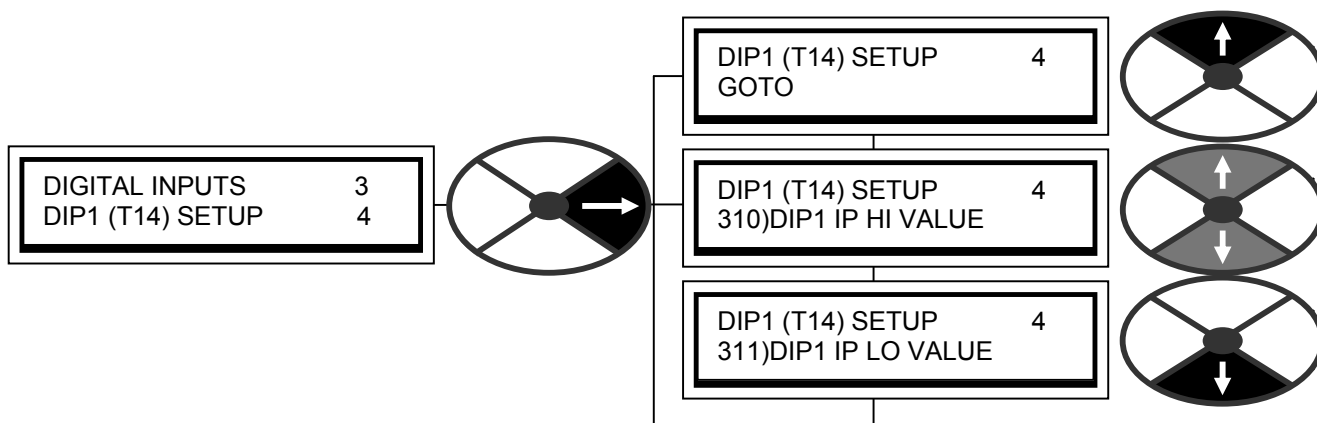 DIGITAL INPUTS 3
DIP1 (T14) SETUP 4
DIP1 (T14) SETUP 4
GOTO
DIP1 (T14) SETUP 4
310)DIP1 IP HI VALUE
DIP1 (T14) SETUP 4
311)DIP1 IP LO VALUE